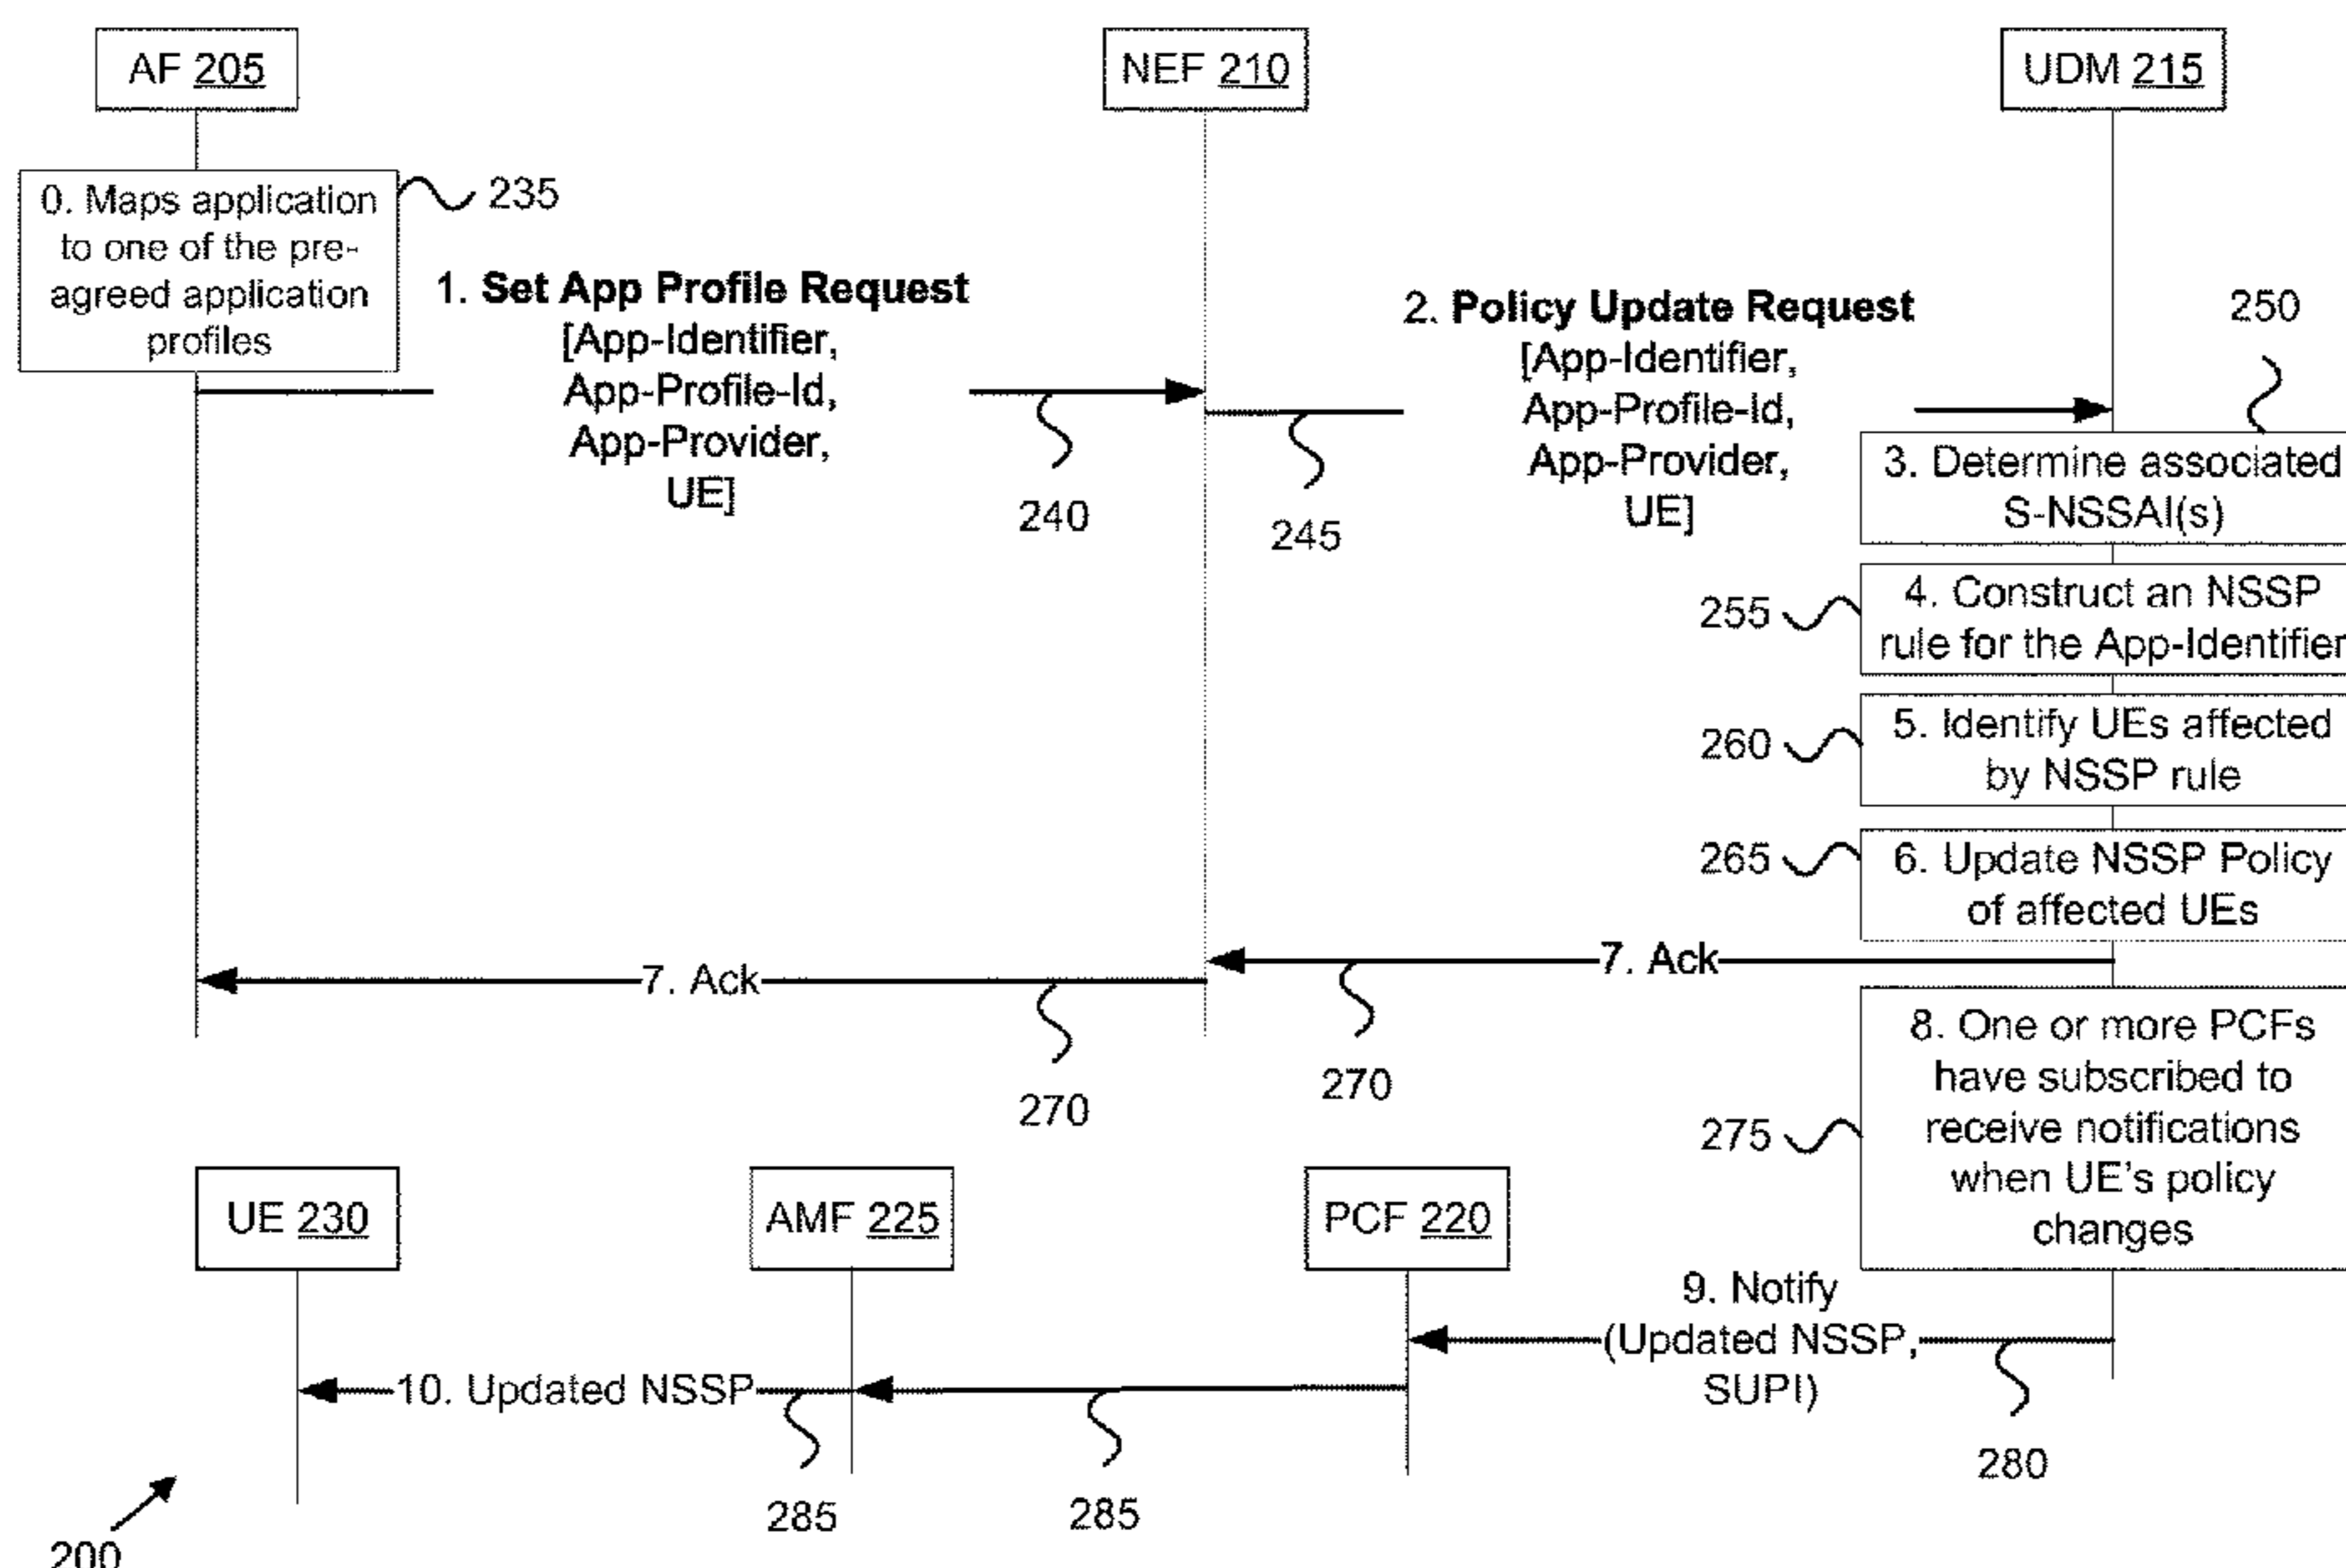 AF 205
NEF 210
UDM 215
0. Maps application
to one of the pre-
agreed application
profiles
235
1. Set App Profile Request
[App-Identifier,
App-Profile-Id,
App-Provider,
UE]
240
2. Policy Update Request
[App-Identifier,
App-Profile-Id,
App-Provider,
UE]
245
250
3. Determine associated
S-NSSAI(s)
255
4. Construct an NSSP
rule for the App-Identifier
260
5. Identify UEs affected
by NSSP rule
265
6. Update NSSP Policy
of affected UEs
7. Ack
7. Ack
270
270
275
8. One or more PCFs
have subscribed to
receive notifications
when UE's policy
changes
UE 230
AMF 225
PCF 220
9. Notify
(Updated NSSP,
SUPI)
280
10. Updated NSSP
285
285
200